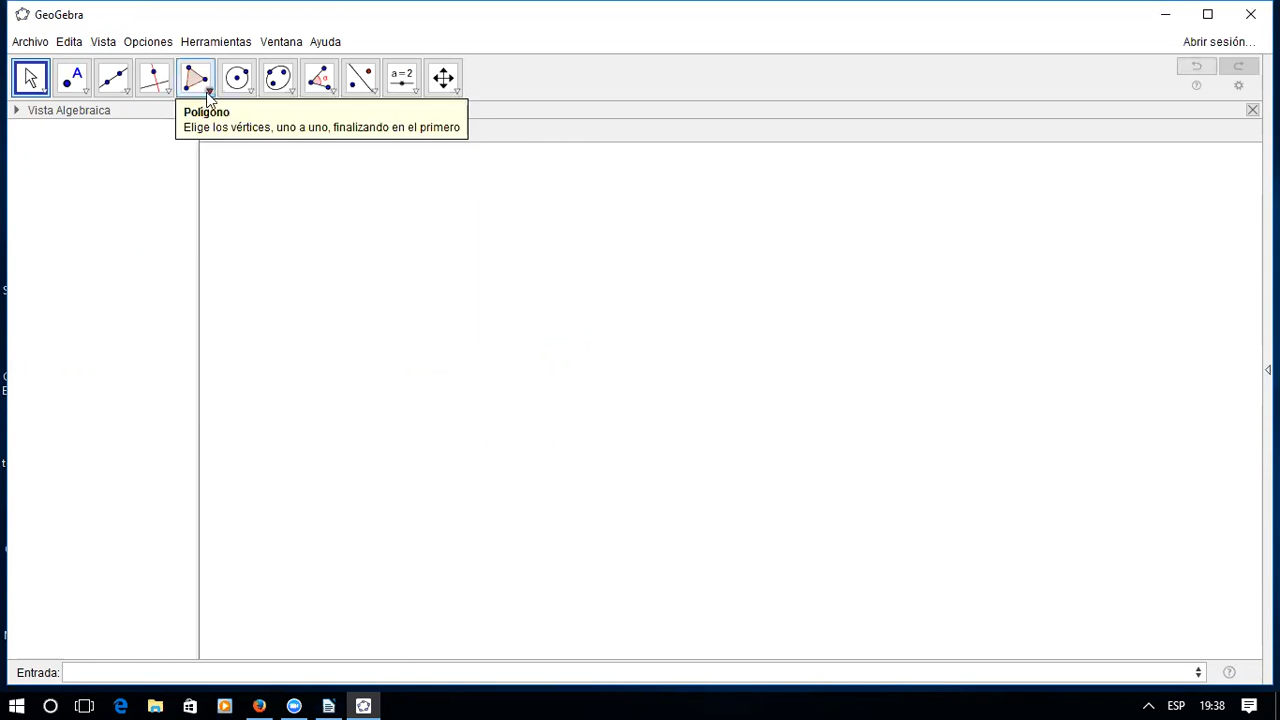 GeoGebra
Archivo Edita Vista Opciones Herramientas Ventana Ayuda Abrir sesión...
A
α
a=2
Vista Algebraica
Polígono
Elige los vértices, uno a uno, finalizando en el primero
Entrada:
ESP 19:38